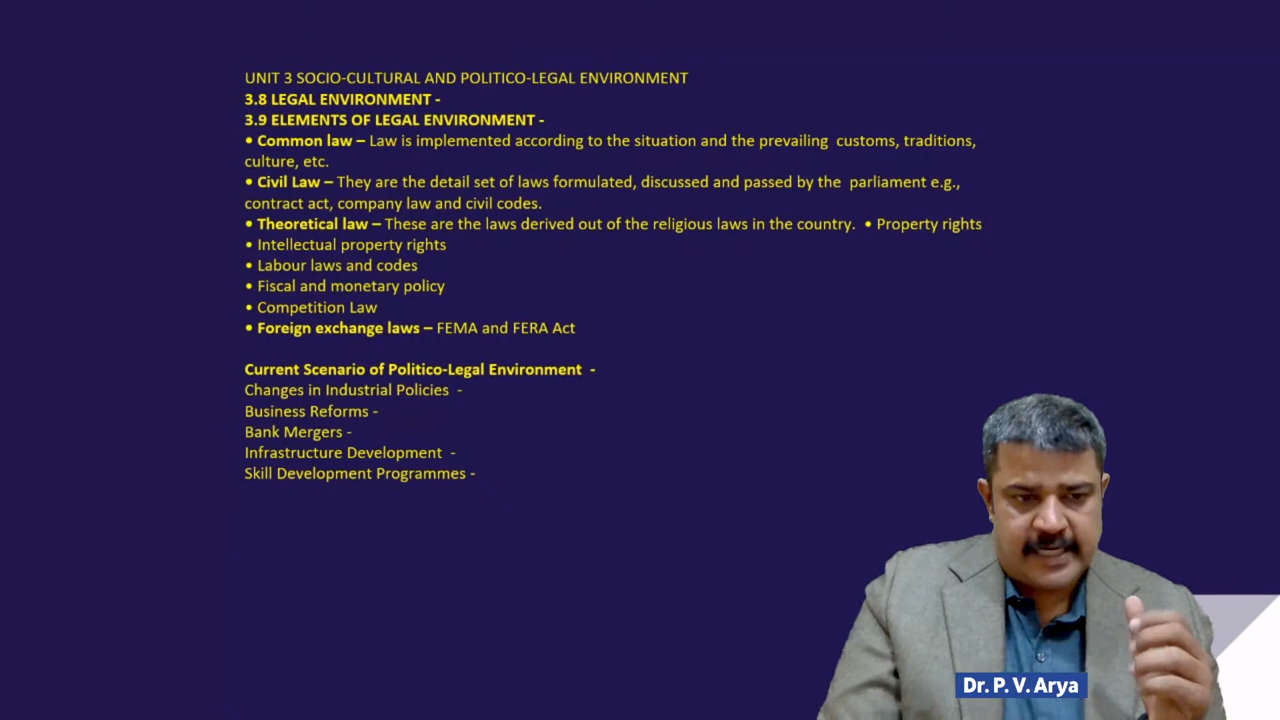 UNIT 3 SOCIO-CULTURAL AND POLITICO-LEGAL ENVIRONMENT
3.8 LEGAL ENVIRONMENT -
3.9 ELEMENTS OF LEGAL ENVIRONMENT -
• Common law – Law is implemented according to the situation and the prevailing customs, traditions,
culture, etc.
• Civil Law – They are the detail set of laws formulated, discussed and passed by the parliament e.g.,
contract act, company law and civil codes.
• Theoretical law – These are the laws derived out of the religious laws in the country. • Property rights
• Intellectual property rights
• Labour laws and codes
• Fiscal and monetary policy
• Competition Law
• Foreign exchange laws – FEMA and FERA Act
Current Scenario of Politico-Legal Environment -
Changes in Industrial Policies -
Business Reforms -
Bank Mergers -
Infrastructure Development -
Skill Development Programmes -
Dr. P. V. Arya